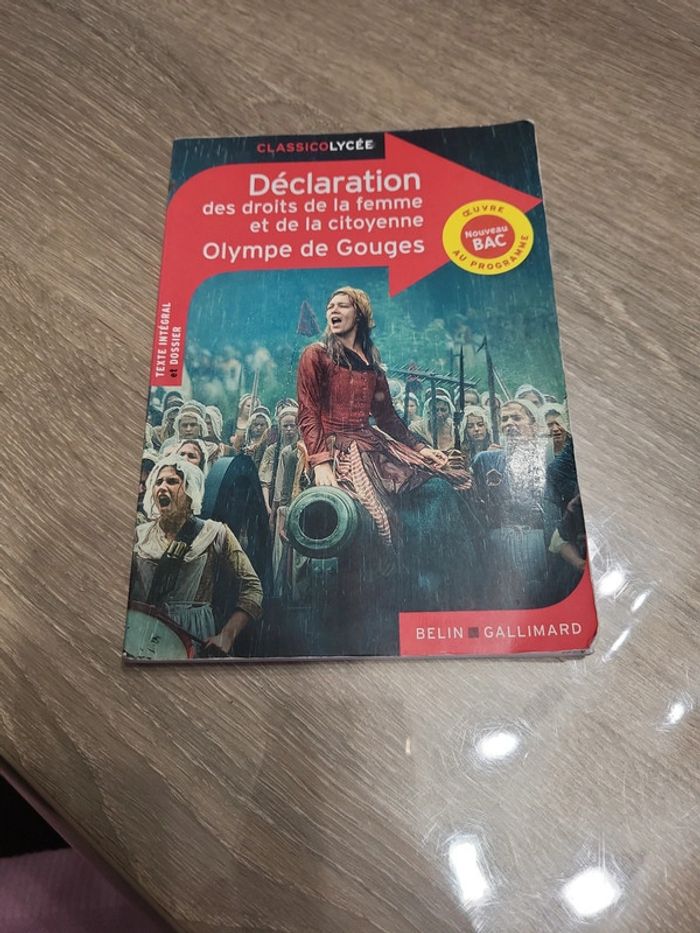 CLASSICOLYCÉE
Déclaration
des droits de la femme
et de la citoyenne
Olympe de Gouges
ŒUVRE
Nouveau
BAC
AU PROGRAMME
TEXTE INTÉGRAL
et DOSSIER
BELIN GALLIMARD